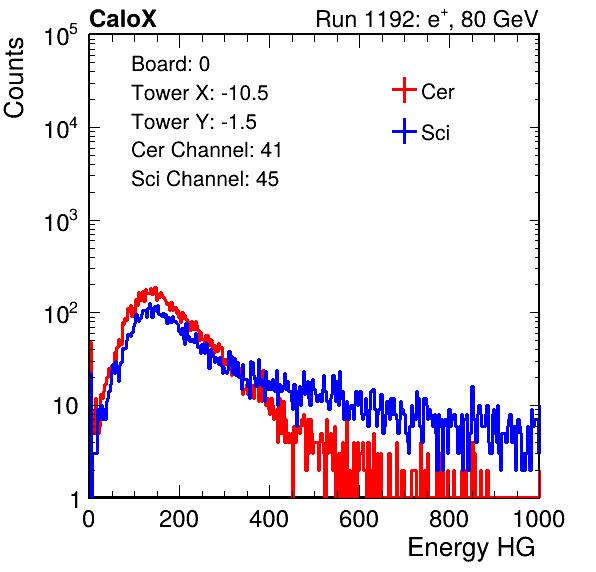 CaloX
Run 1192: e⁺, 80 GeV
Counts
10⁵
10⁴
10³
10²
10
1
Board: 0
Tower X: -10.5
Tower Y: -1.5
Cer Channel: 41
Sci Channel: 45
Cer
Sci
0 200 400 600 800 1000
Energy HG